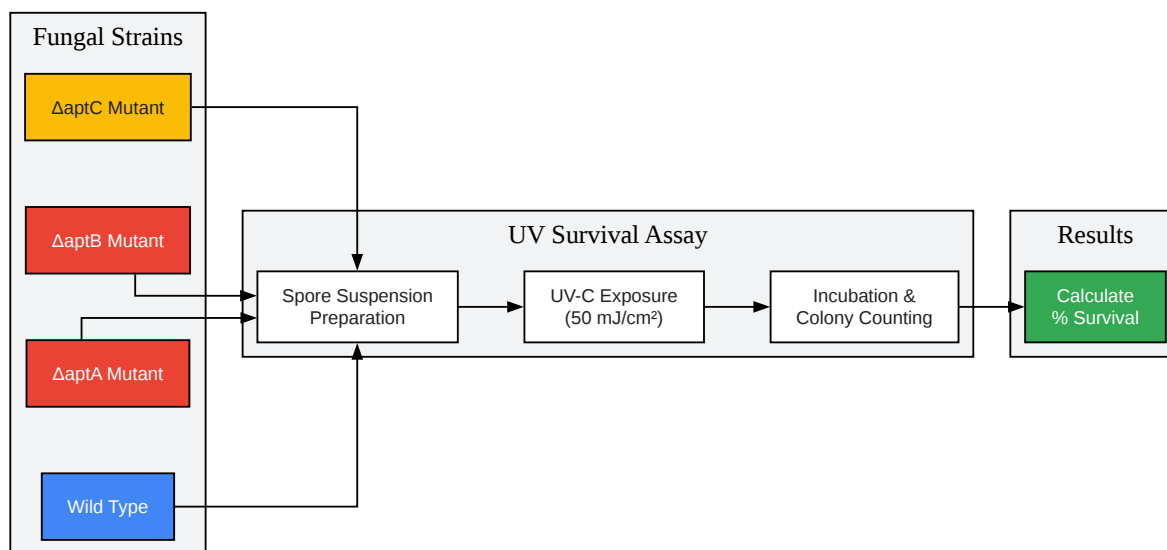 Fungal Strains
ΔaptC Mutant
ΔaptB Mutant
ΔaptA Mutant
Wild Type
UV Survival Assay
Spore Suspension
Preparation
UV-C Exposure
(50 mJ/cm²)
Incubation &
Colony Counting
Results
Calculate
% Survival